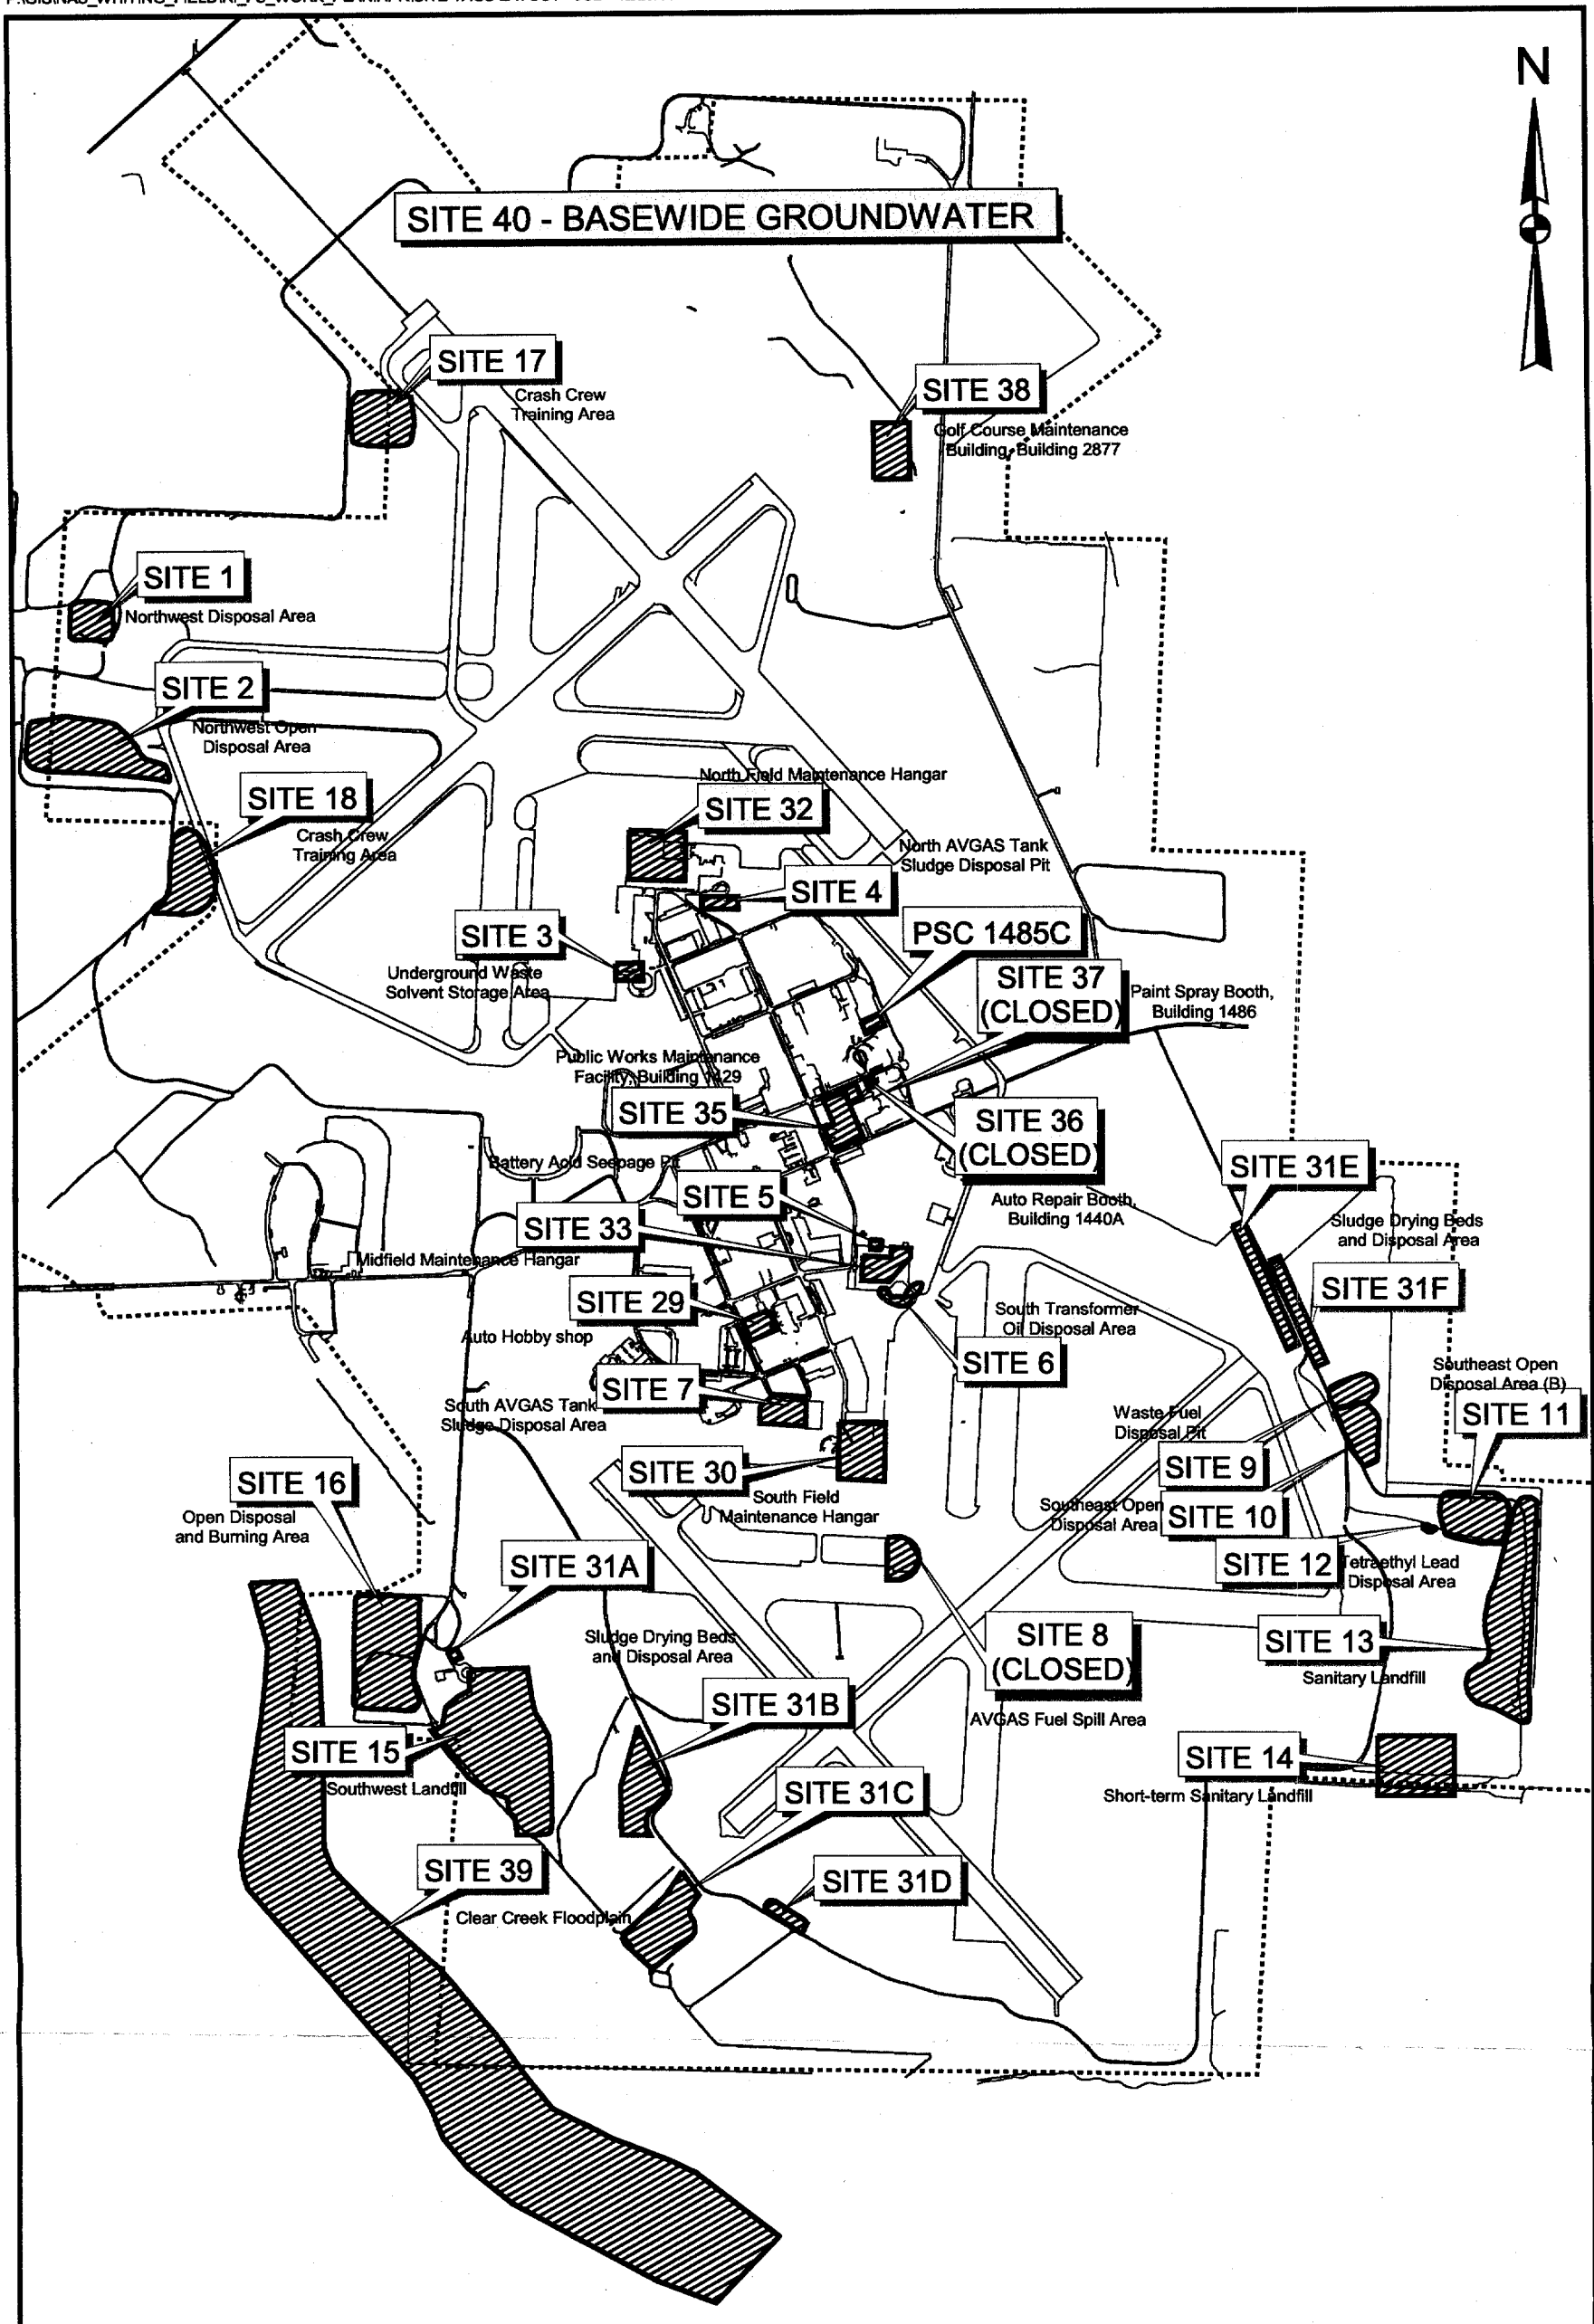 N
SITE 40 - BASEWIDE GROUNDWATER
SITE 17
Crash Crew
Training Area
SITE 38
Golf Course Maintenance
Building, Building 2877
SITE 1
Northwest Disposal Area
SITE 2
Northwest Open
Disposal Area
SITE 18
Crash Crew
Training Area
North Field Maintenance Hangar
SITE 32
North AVGAS Tank
Sludge Disposal Pit
SITE 4
SITE 3
Underground Waste
Solvent Storage Area
PSC 1485C
SITE 37
(CLOSED)
Paint Spray Booth,
Building 1486
Public Works Maintenance
Facility, Building 1429
SITE 35
SITE 36
(CLOSED)
Auto Repair Booth,
Building 1440A
Battery Acid Seepage Pit
SITE 5
SITE 33
Midfield Maintenance Hangar
SITE 31E
Sludge Drying Beds
and Disposal Area
SITE 31F
SITE 29
Auto Hobby shop
South Transformer
Oil Disposal Area
SITE 6
SITE 7
South AVGAS Tank
Sludge Disposal Area
Southeast Open
Disposal Area (B)
SITE 11
Waste Fuel
Disposal Pit
SITE 9
SITE 30
South Field
Maintenance Hangar
SITE 16
Open Disposal
and Burning Area
Southeast Open
Disposal Area
SITE 10
SITE 12
Tetraethyl Lead
Disposal Area
SITE 31A
Sludge Drying Beds
and Disposal Area
SITE 8
(CLOSED)
AVGAS Fuel Spill Area
SITE 13
Sanitary Landfill
SITE 31B
SITE 15
Southwest Landfill
SITE 14
Short-term Sanitary Landfill
SITE 31C
SITE 39
Clear Creek Floodplain
SITE 31D